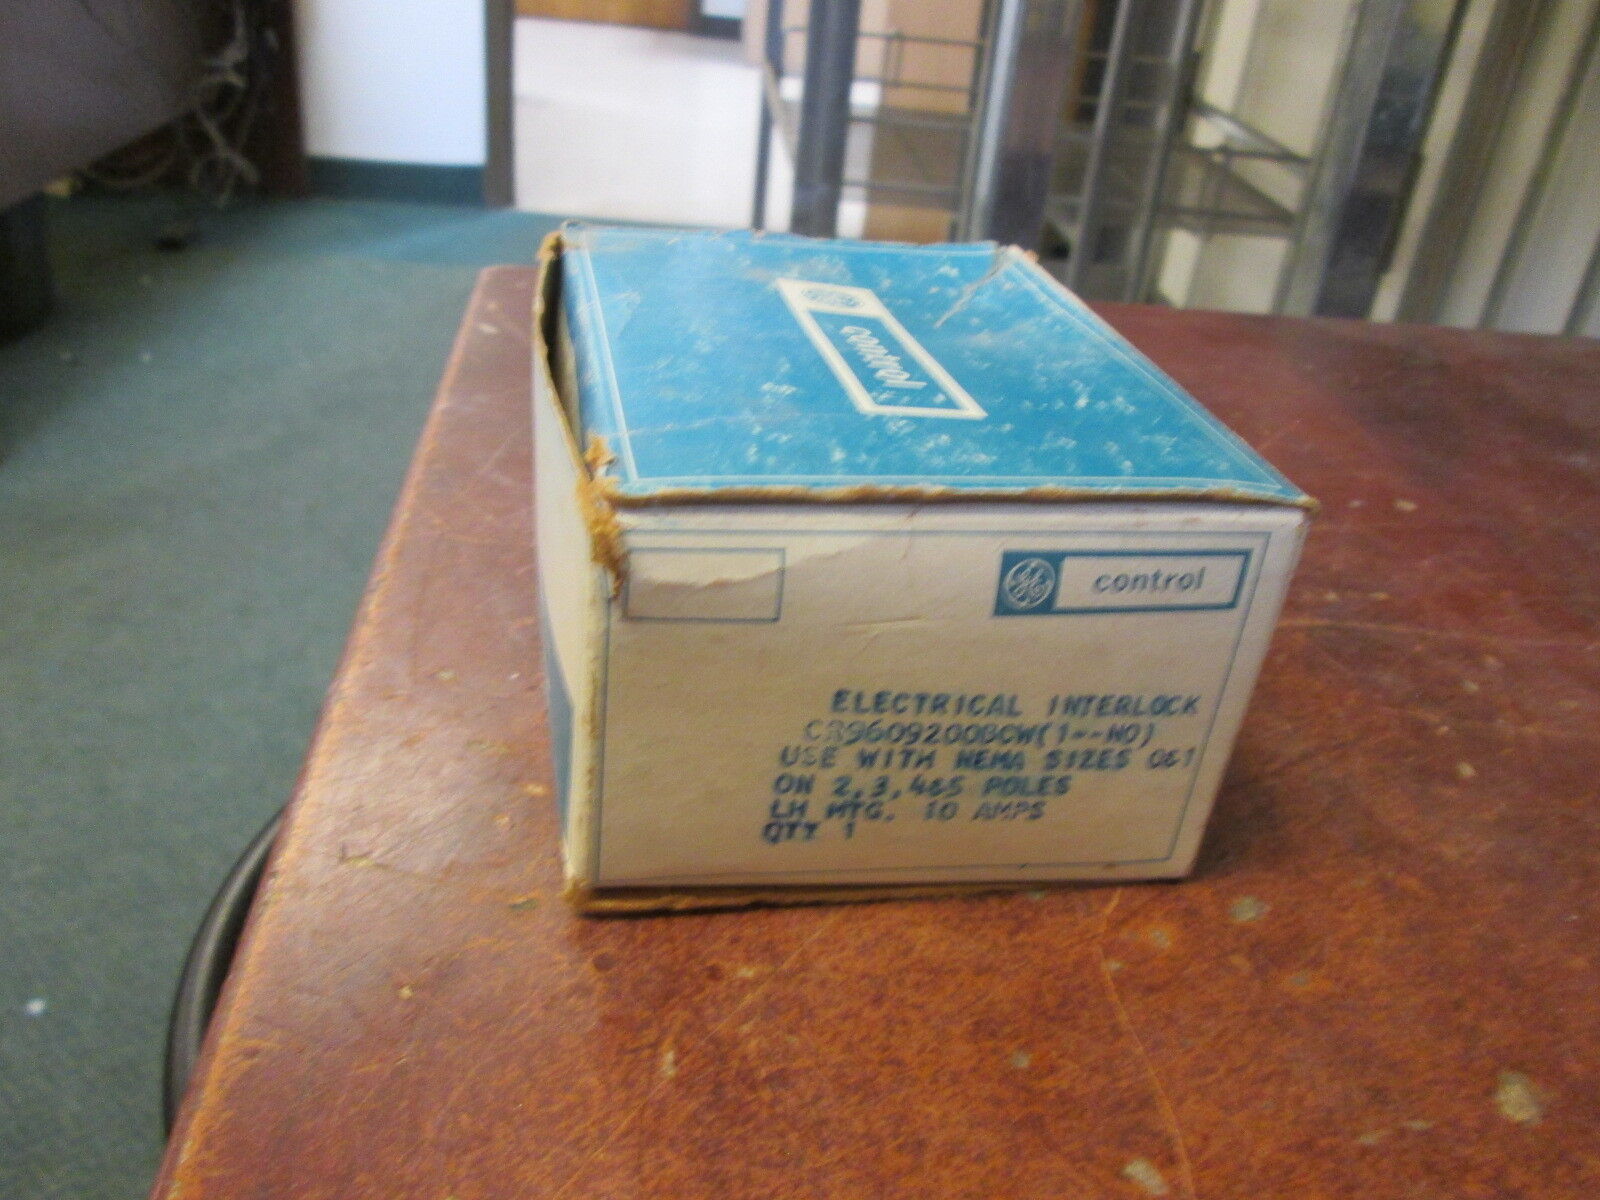 control
control
ELECTRICAL INTERLOCK
CR9609200BCW(1--NO)
USE WITH NEMA SIZES 0&1
ON 2,3,4&5 POLES
LH MTG. 10 AMPS
QTY 1